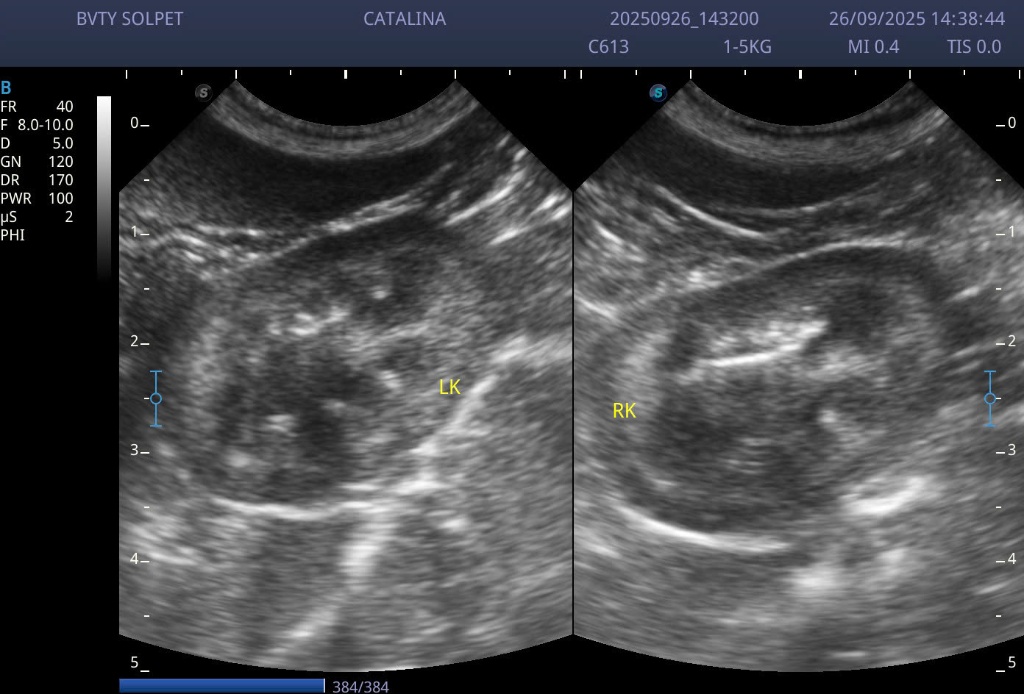 BVTY SOLPET CATALINA 20250926_143200 26/09/2025 14:38:44
C613 1-5KG MI 0.4 TIS 0.0
B
FR 40
F 8.0-10.0
D 5.0
GN 120
DR 170
PWR 100
µS 2
PHI
S S
0 0
1 1
2 2
LK
RK
3 3
4 4
5 5
384/384